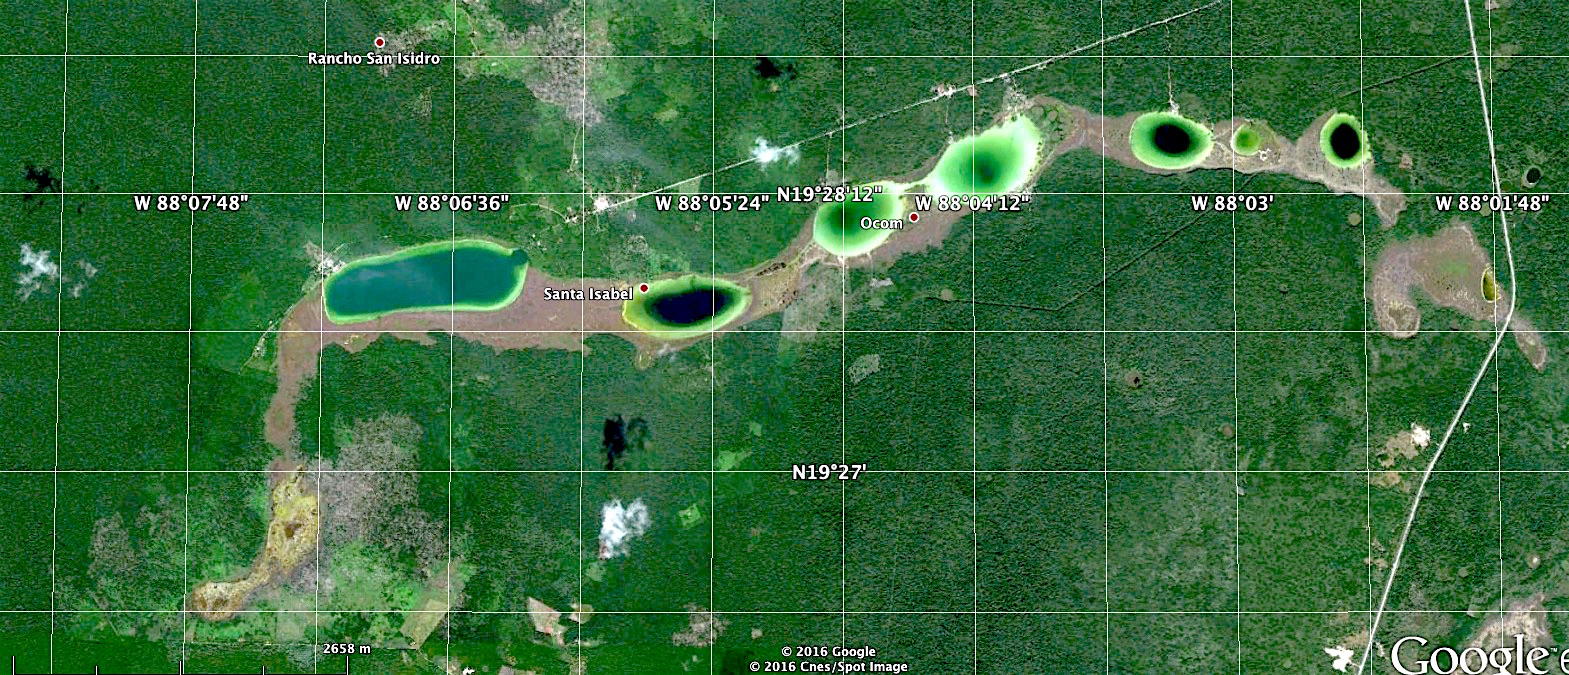 Rancho San Isidro
N19°28'12"
W 88°07'48"
W 88°06'36"
W 88°05'24"
W 88°04'12"
W 88°03'
W 88°01'48"
Ocom
Santa Isabel
N19°27'
2658 m
© 2016 Google
© 2016 Cnes/Spot Image
Google e